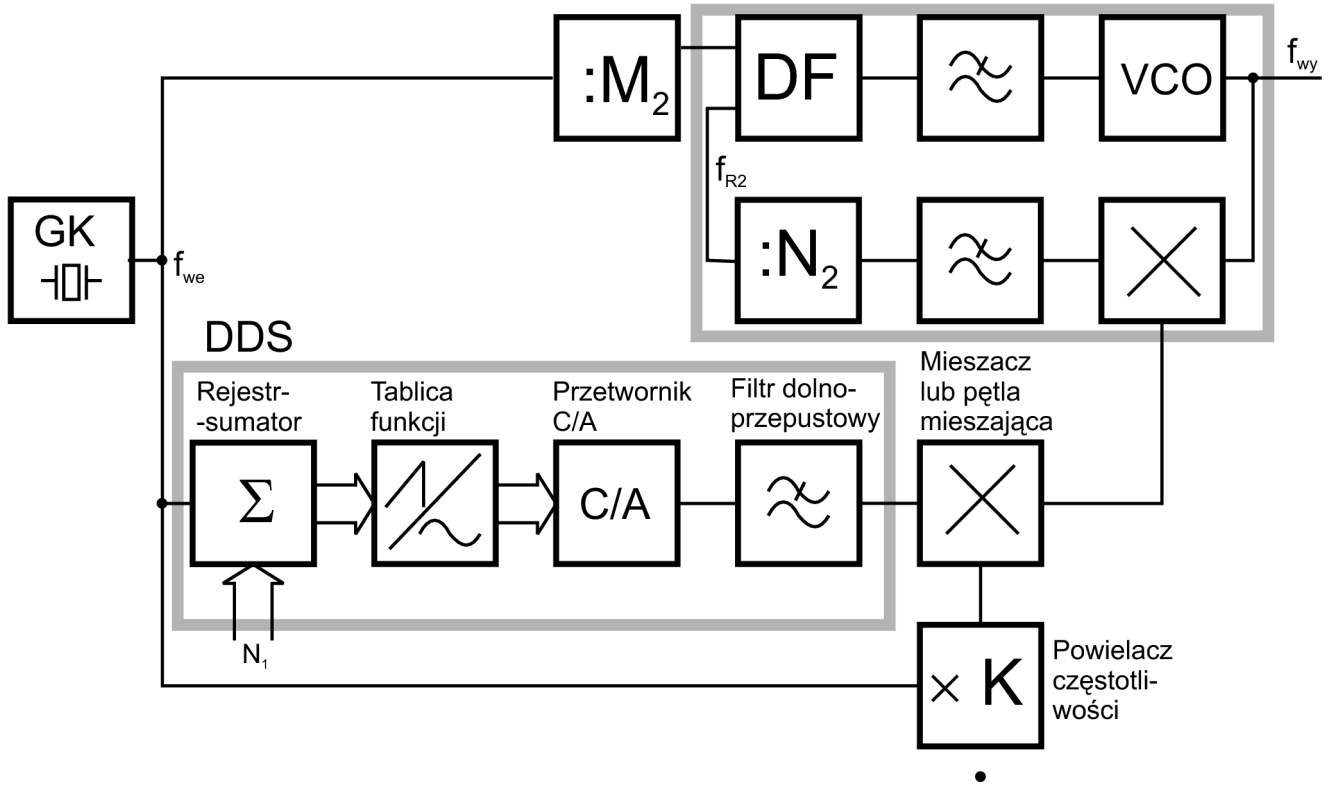 :M2
DF
VCO
fwy
fR2
GK
fwe
:N2
DDS
Rejestr-
-sumator
Tablica
funkcji
Przetwornik
C/A
Filtr dolno-
przepustowy
Mieszacz
lub pętla
mieszająca
Σ
C/A
N1
× K
Powielacz
częstotli-
wości